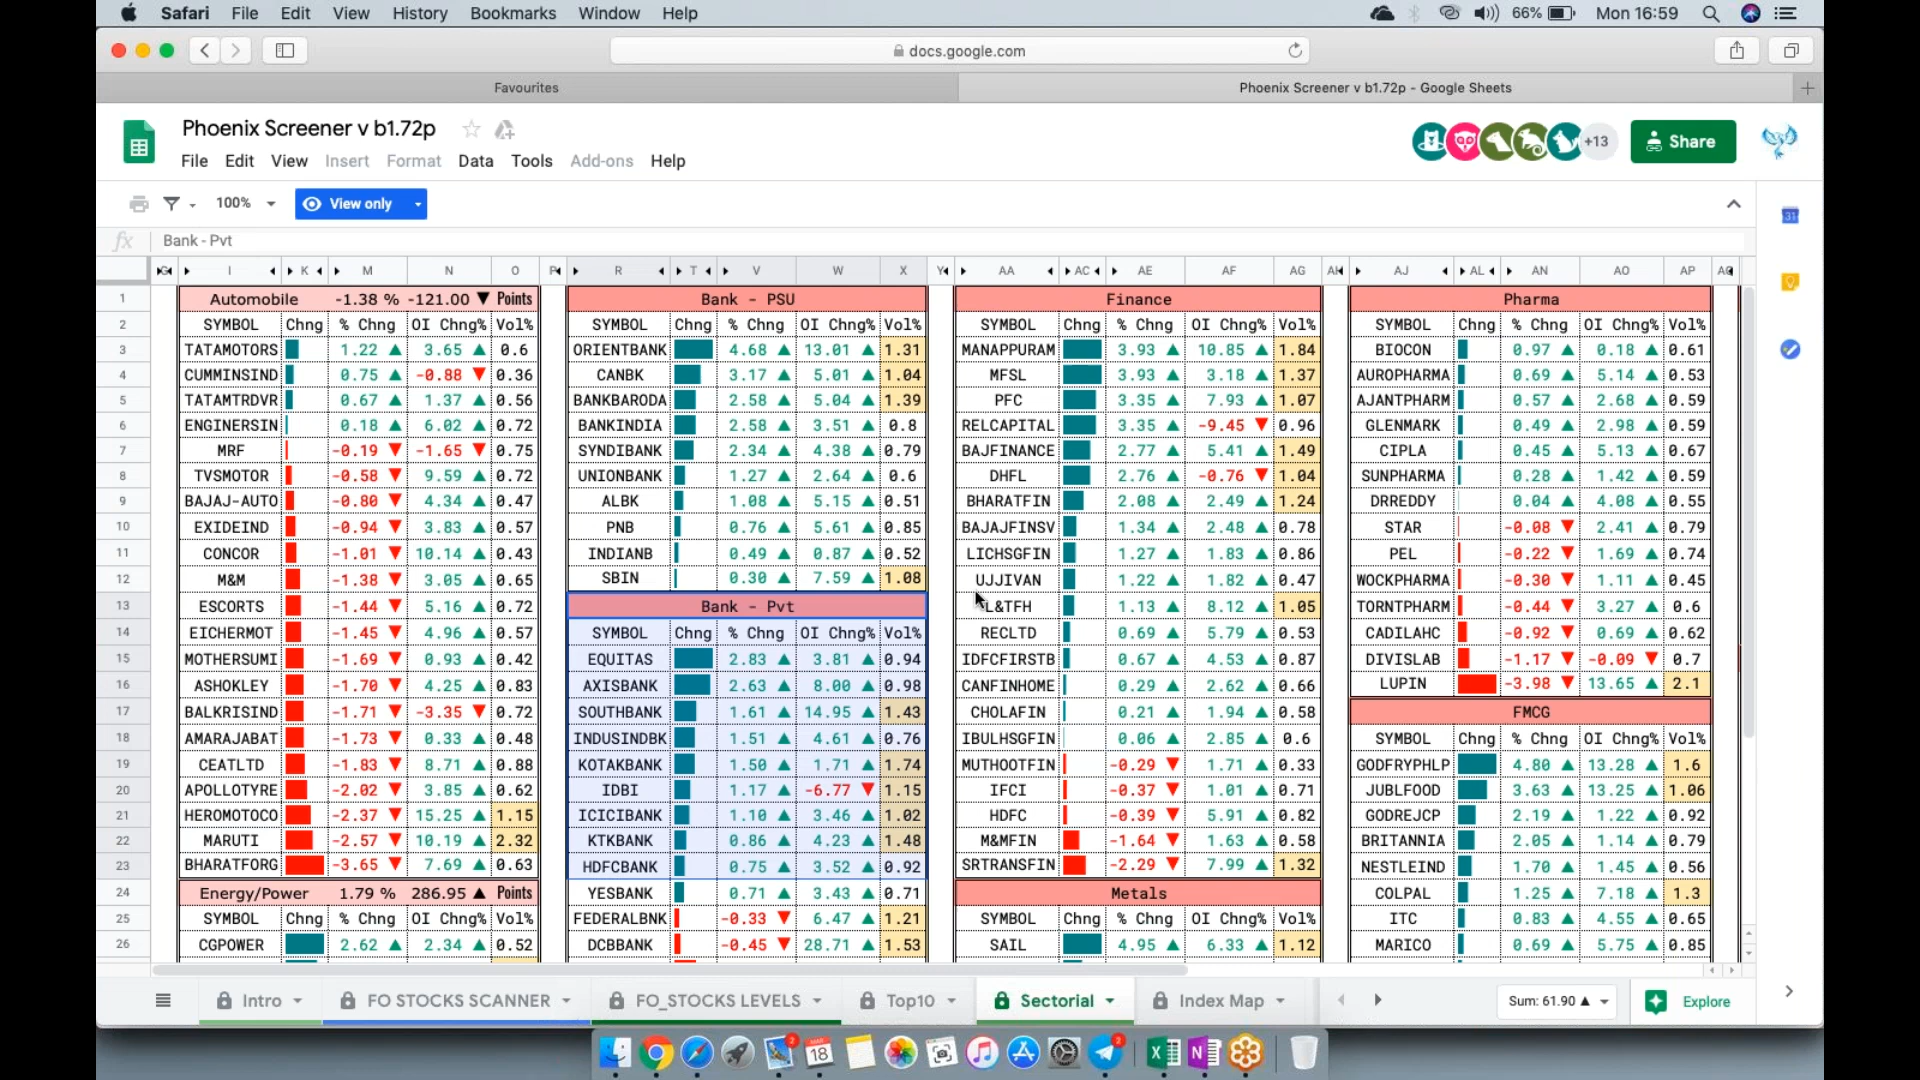 Safari File Edit View History Bookmarks Window Help 66% Mon 16:59
docs.google.com
Favourites Phoenix Screener v b1.72p - Google Sheets
Phoenix Screener v b1.72p
File Edit View Insert Format Data Tools Add-ons Help
+13 Share
100% View only
fx Bank - Pvt
I K M N O R T V W X AA AC AE AF AG AJ AL AN AO AP
1 Automobile -1.38 % -121.00 ▼ Points Bank - PSU Finance Pharma
2 SYMBOL Chng % Chng OI Chng% Vol% SYMBOL Chng % Chng OI Chng% Vol% SYMBOL Chng % Chng OI Chng% Vol% SYMBOL Chng % Chng OI Chng% Vol%
3 TATAMOTORS 1.22 ▲ 3.65 ▲ 0.6 ORIENTBANK 4.68 ▲ 13.01 ▲ 1.31 MANAPPURAM 3.93 ▲ 10.85 ▲ 1.84 BIOCON 0.97 ▲ 0.18 ▲ 0.61
4 CUMMINSIND 0.75 ▲ -0.88 ▼ 0.36 CANBK 3.17 ▲ 5.01 ▲ 1.04 MFSL 3.93 ▲ 3.18 ▲ 1.37 AUROPHARMA 0.69 ▲ 5.14 ▲ 0.53
5 TATAMTRDVR 0.67 ▲ 1.37 ▲ 0.56 BANKBARODA 2.58 ▲ 5.04 ▲ 1.39 PFC 3.35 ▲ 7.93 ▲ 1.07 AJANTPHARM 0.57 ▲ 2.68 ▲ 0.59
6 ENGINERSIN 0.18 ▲ 6.02 ▲ 0.72 BANKINDIA 2.58 ▲ 3.51 ▲ 0.8 RELCAPITAL 3.35 ▲ -9.45 ▼ 0.96 GLENMARK 0.49 ▲ 2.98 ▲ 0.59
7 MRF -0.19 ▼ -1.65 ▼ 0.75 SYNDIBANK 2.34 ▲ 4.38 ▲ 0.79 BAJFINANCE 2.77 ▲ 5.41 ▲ 1.49 CIPLA 0.45 ▲ 5.13 ▲ 0.67
8 TVSMOTOR -0.58 ▼ 9.59 ▲ 0.72 UNIONBANK 1.27 ▲ 2.64 ▲ 0.6 DHFL 2.76 ▲ -0.76 ▼ 1.04 SUNPHARMA 0.28 ▲ 1.42 ▲ 0.59
9 BAJAJ-AUTO -0.80 ▼ 4.34 ▲ 0.47 ALBK 1.08 ▲ 5.15 ▲ 0.51 BHARATFIN 2.08 ▲ 2.49 ▲ 1.24 DRREDDY 0.04 ▲ 4.08 ▲ 0.55
10 EXIDEIND -0.94 ▼ 3.83 ▲ 0.57 PNB 0.76 ▲ 5.61 ▲ 0.85 BAJAJFINSV 1.34 ▲ 2.48 ▲ 0.78 STAR -0.08 ▼ 2.41 ▲ 0.79
11 CONCOR -1.01 ▼ 10.14 ▲ 0.43 INDIANB 0.49 ▲ 0.87 ▲ 0.52 LICHSGFIN 1.27 ▲ 1.83 ▲ 0.86 PEL -0.22 ▼ 1.69 ▲ 0.74
12 M&M -1.38 ▼ 3.05 ▲ 0.65 SBIN 0.30 ▲ 7.59 ▲ 1.08 UJJIVAN 1.22 ▲ 1.82 ▲ 0.47 WOCKPHARMA -0.30 ▼ 1.11 ▲ 0.45
13 ESCORTS -1.44 ▼ 5.16 ▲ 0.72 Bank - Pvt L&TFH 1.13 ▲ 8.12 ▲ 1.05 TORNTPHARM -0.44 ▼ 3.27 ▲ 0.6
14 EICHERMOT -1.45 ▼ 4.96 ▲ 0.57 SYMBOL Chng % Chng OI Chng% Vol% RECLTD 0.69 ▲ 5.79 ▲ 0.53 CADILAHC -0.92 ▼ 0.69 ▲ 0.62
15 MOTHERSUMI -1.69 ▼ 0.93 ▲ 0.42 EQUITAS 2.83 ▲ 3.81 ▲ 0.94 IDFCFIRSTB 0.67 ▲ 4.53 ▲ 0.87 DIVISLAB -1.17 ▼ -0.09 ▼ 0.7
16 ASHOKLEY -1.70 ▼ 4.25 ▲ 0.83 AXISBANK 2.63 ▲ 8.00 ▲ 0.98 CANFINHOME 0.29 ▲ 2.62 ▲ 0.66 LUPIN -3.98 ▼ 13.65 ▲ 2.1
17 BALKRISIND -1.71 ▼ -3.35 ▼ 0.72 SOUTHBANK 1.61 ▲ 14.95 ▲ 1.43 CHOLAFIN 0.21 ▲ 1.94 ▲ 0.58 FMCG
18 AMARAJABAT -1.73 ▼ 0.33 ▲ 0.48 INDUSINDBK 1.51 ▲ 4.61 ▲ 0.76 IBULHSGFIN 0.06 ▲ 2.85 ▲ 0.6 SYMBOL Chng % Chng OI Chng% Vol%
19 CEATLTD -1.83 ▼ 8.71 ▲ 0.88 KOTAKBANK 1.50 ▲ 1.71 ▲ 1.74 MUTHOOTFIN -0.29 ▼ 1.71 ▲ 0.33 GODFRYPHLP 4.80 ▲ 13.28 ▲ 1.6
20 APOLLOTYRE -2.02 ▼ 3.85 ▲ 0.62 IDBI 1.17 ▲ -6.77 ▼ 1.15 IFCI -0.37 ▼ 1.01 ▲ 0.71 JUBLFOOD 3.63 ▲ 13.25 ▲ 1.06
21 HEROMOTOCO -2.37 ▼ 15.25 ▲ 1.15 ICICIBANK 1.10 ▲ 3.46 ▲ 1.02 HDFC -0.39 ▼ 5.91 ▲ 0.82 GODREJCP 2.19 ▲ 1.22 ▲ 0.92
22 MARUTI -2.57 ▼ 10.19 ▲ 2.32 KTKBANK 0.86 ▲ 4.23 ▲ 1.48 M&MFIN -1.64 ▼ 1.63 ▲ 0.58 BRITANNIA 2.05 ▲ 1.14 ▲ 0.79
23 BHARATFORG -3.65 ▼ 7.69 ▲ 0.63 HDFCBANK 0.75 ▲ 3.52 ▲ 0.92 SRTRANSFIN -2.29 ▼ 7.99 ▲ 1.32 NESTLEIND 1.70 ▲ 1.45 ▲ 0.56
24 Energy/Power 1.79 % 286.95 ▲ Points YESBANK 0.71 ▲ 3.43 ▲ 0.71 Metals COLPAL 1.25 ▲ 7.18 ▲ 1.3
25 SYMBOL Chng % Chng OI Chng% Vol% FEDERALBNK -0.33 ▼ 6.47 ▲ 1.21 SYMBOL Chng % Chng OI Chng% Vol% ITC 0.83 ▲ 4.55 ▲ 0.65
26 CGPOWER 2.62 ▲ 2.34 ▲ 0.52 DCBBANK -0.45 ▼ 28.71 ▲ 1.53 SAIL 4.95 ▲ 6.33 ▲ 1.12 MARICO 0.69 ▲ 5.75 ▲ 0.85
Intro FO STOCKS SCANNER FO_STOCKS LEVELS Top10 Sectorial Index Map Sum: 61.90 ▲ Explore